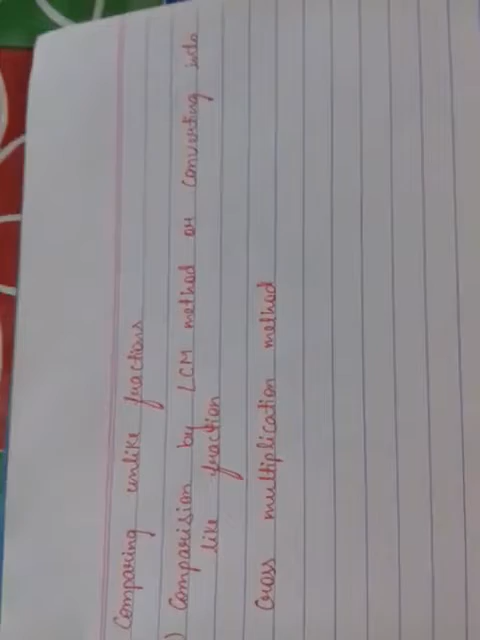 Comparing unlike fractions
) Comparision by LCM method or converting into
like fraction
Cross multiplication method